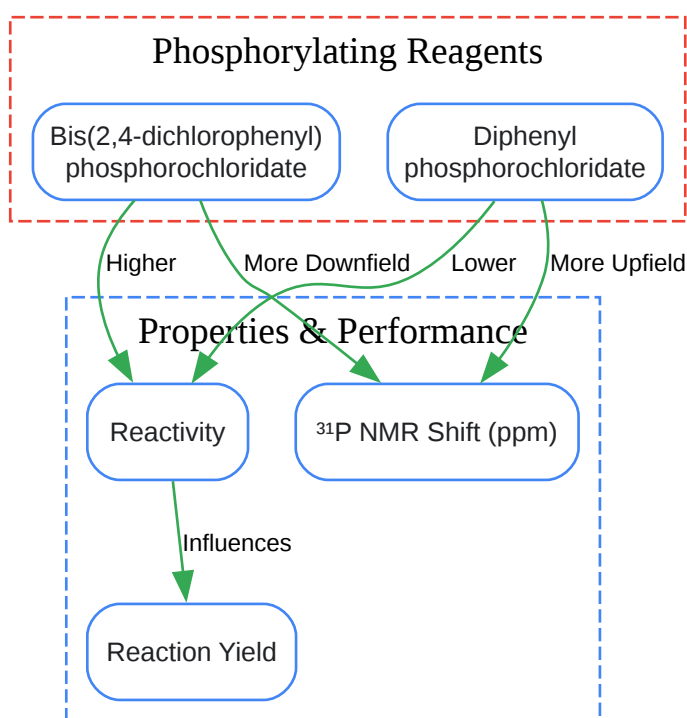 Phosphorylating Reagents
Bis(2,4-dichlorophenyl)
phosphorochloridate
Diphenyl
phosphorochloridate
Higher
More Downfield
Lower
More Upfield
Properties & Performance
Reactivity
³¹P NMR Shift (ppm)
Influences
Reaction Yield